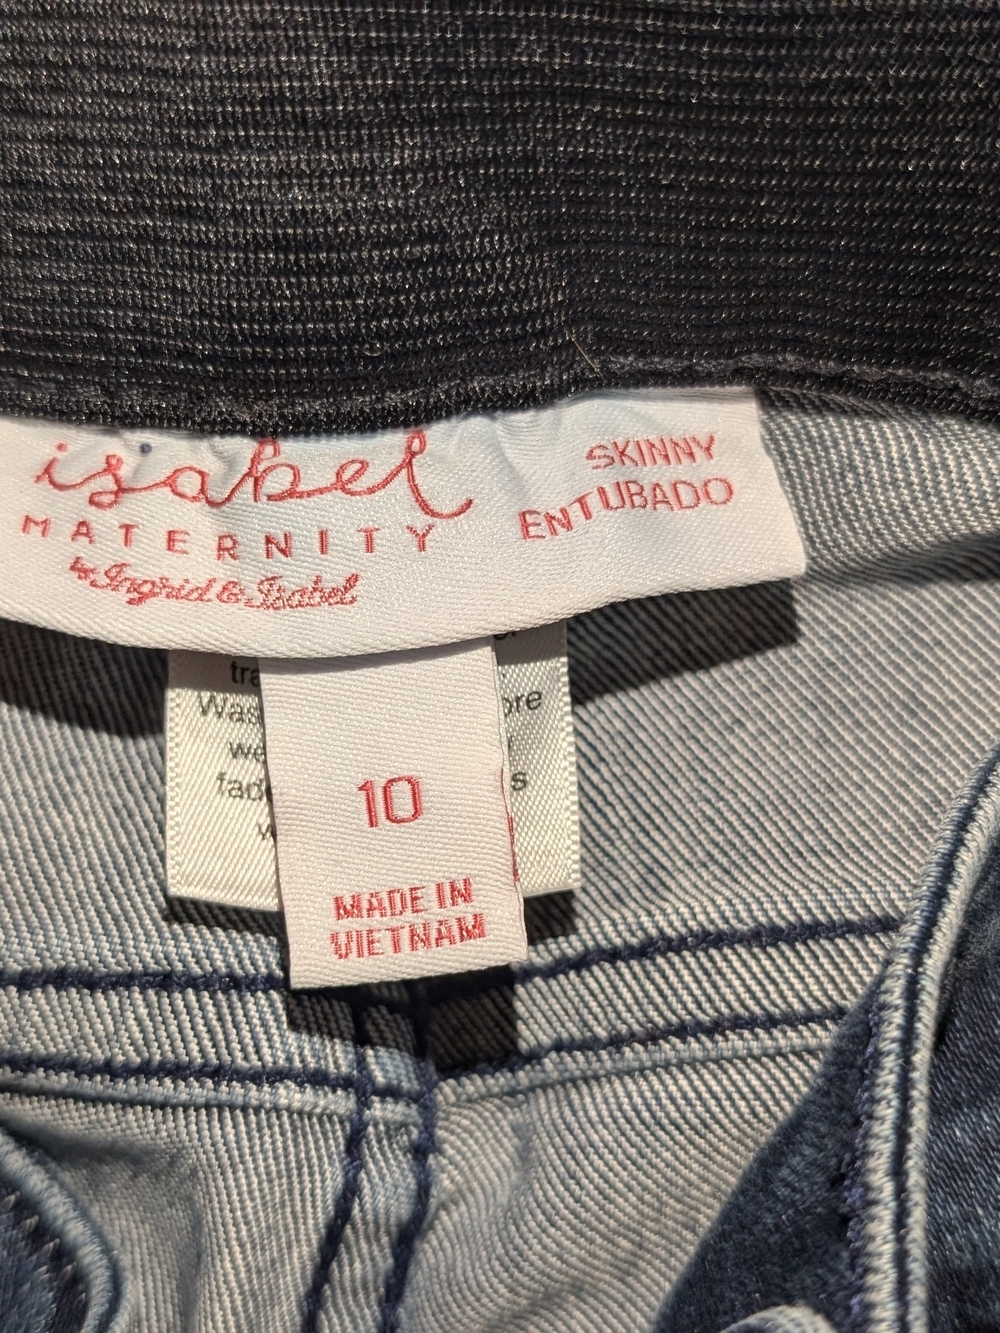 isabel
MATERNITY
by Ingrid & Isabel
SKINNY
ENTUBADO
10
MADE IN
VIETNAM